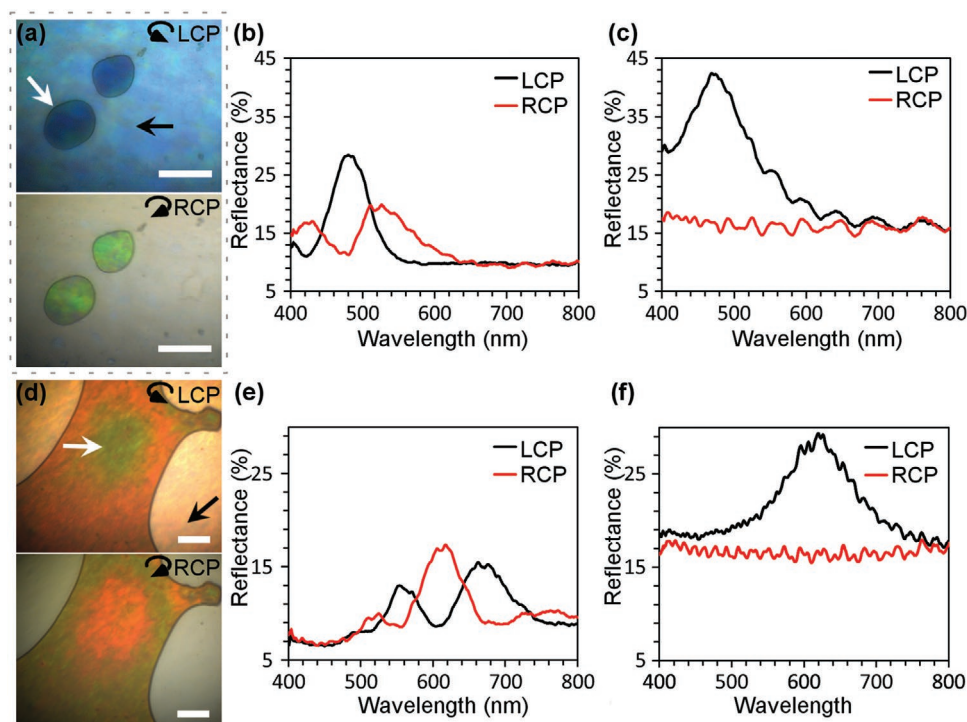 (a)
LCP
RCP
(b)
45
35
25
15
5
Reflectance (%)
LCP
RCP
400 500 600 700 800
Wavelength (nm)
(c)
45
35
25
15
5
Reflectance (%)
LCP
RCP
400 500 600 700 800
Wavelength (nm)
(d)
LCP
RCP
(e)
25
15
5
Reflectance (%)
LCP
RCP
400 500 600 700 800
Wavelength (nm)
(f)
25
15
5
Reflectance (%)
LCP
RCP
400 500 600 700 800
Wavelength